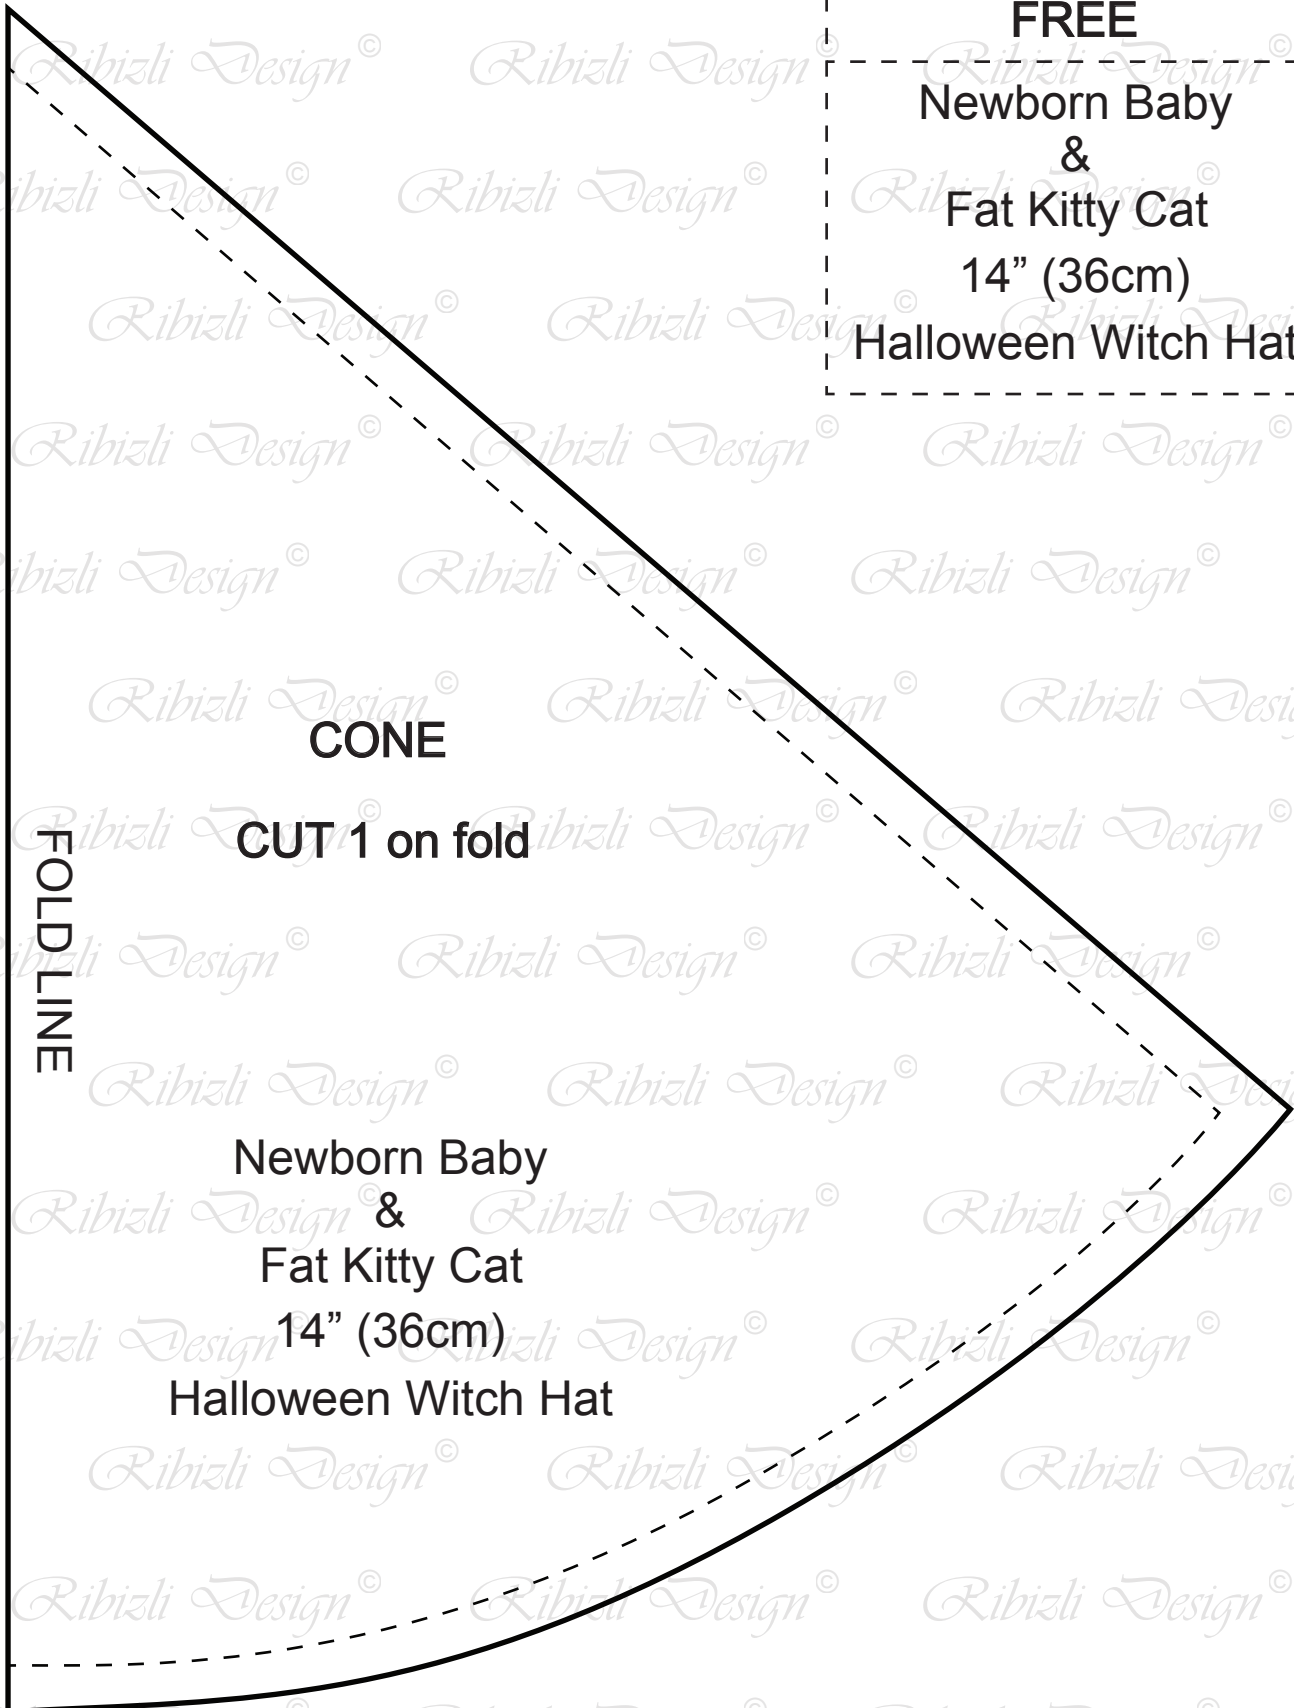 FREE
Newborn Baby
&
Fat Kitty Cat
14” (36cm)
Halloween Witch Hat
CONE
CUT 1 on fold
FOLD LINE
Newborn Baby
&
Fat Kitty Cat
14” (36cm)
Halloween Witch Hat
Ribizli Design ©